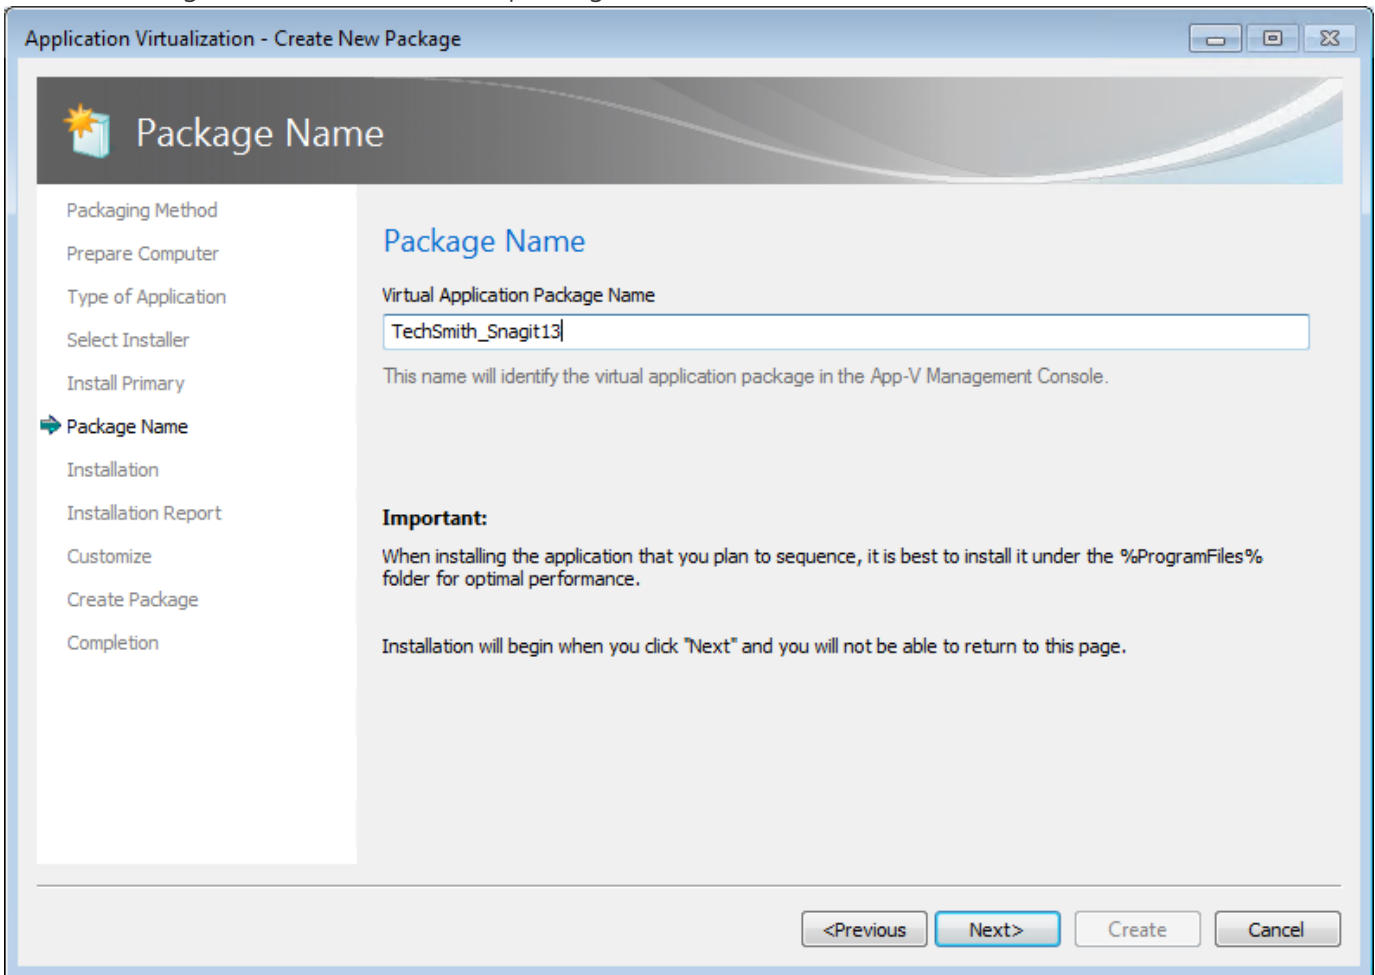 Application Virtualization - Create New Package
Package Name
Packaging Method
Prepare Computer
Type of Application
Select Installer
Install Primary
Package Name
Installation
Installation Report
Customize
Create Package
Completion
Package Name
Virtual Application Package Name
TechSmith_Snagit13
This name will identify the virtual application package in the App-V Management Console.
Important:
When installing the application that you plan to sequence, it is best to install it under the %ProgramFiles%
folder for optimal performance.
Installation will begin when you click "Next" and you will not be able to return to this page.
<Previous
Next>
Create
Cancel